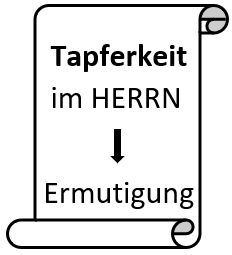 Tapferkeit
im HERRN
Ermutigung